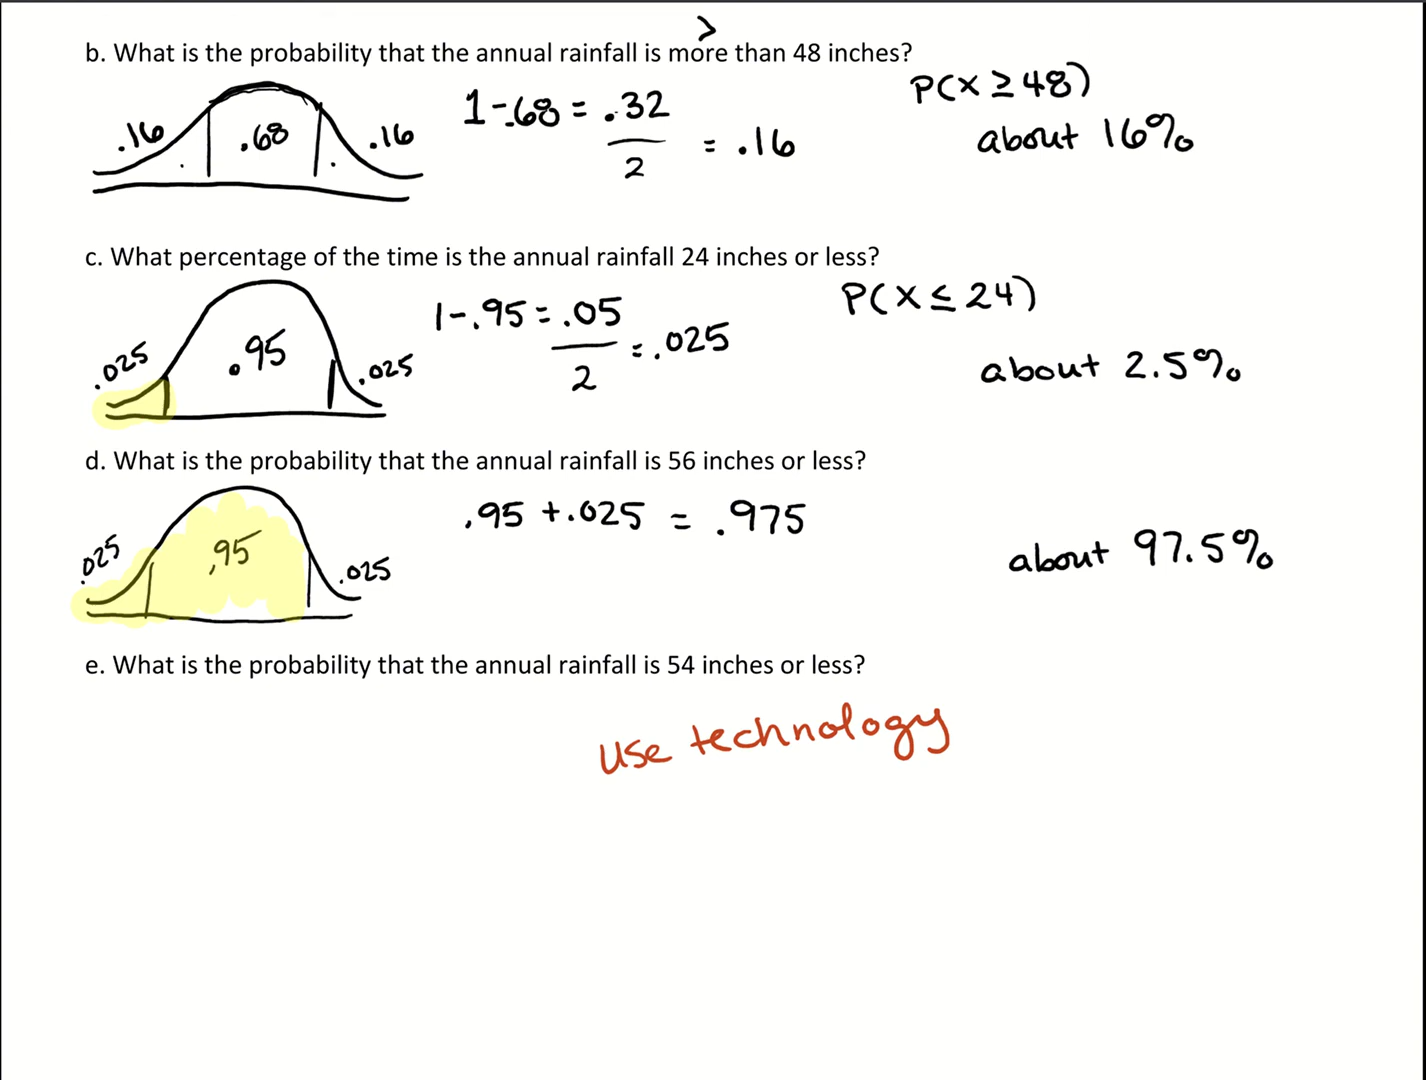 >
b. What is the probability that the annual rainfall is more than 48 inches?
.16 .68 .16
1-.68 = .32
2
= .16
P(X ≥ 48)
about 16%
c. What percentage of the time is the annual rainfall 24 inches or less?
.025 .95 .025
1-.95 = .05
2
= .025
P(X ≤ 24)
about 2.5%
d. What is the probability that the annual rainfall is 56 inches or less?
.025 .95 .025
.95 + .025 = .975
about 97.5%
e. What is the probability that the annual rainfall is 54 inches or less?
use technology